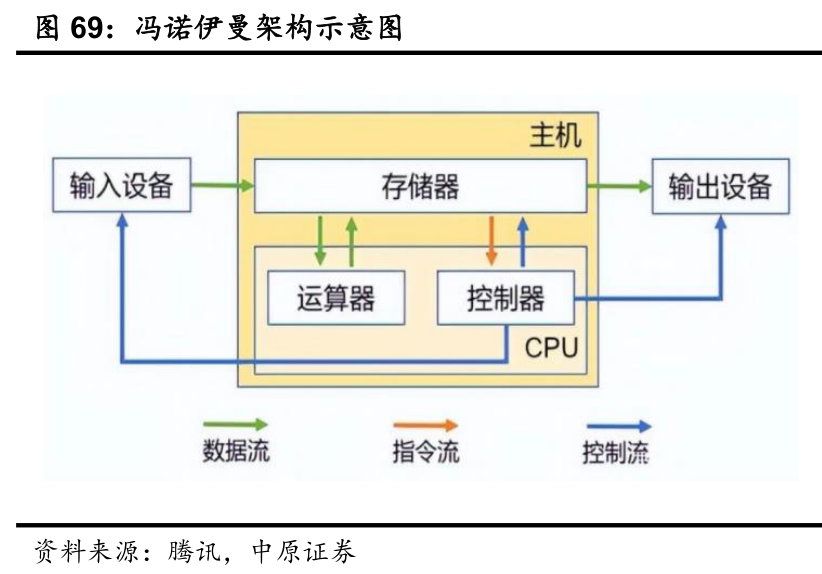 图 69：冯诺伊曼架构示意图
主机
输入设备
存储器
输出设备
运算器
控制器
CPU
数据流
指令流
控制流
资料来源：腾讯，中原证券